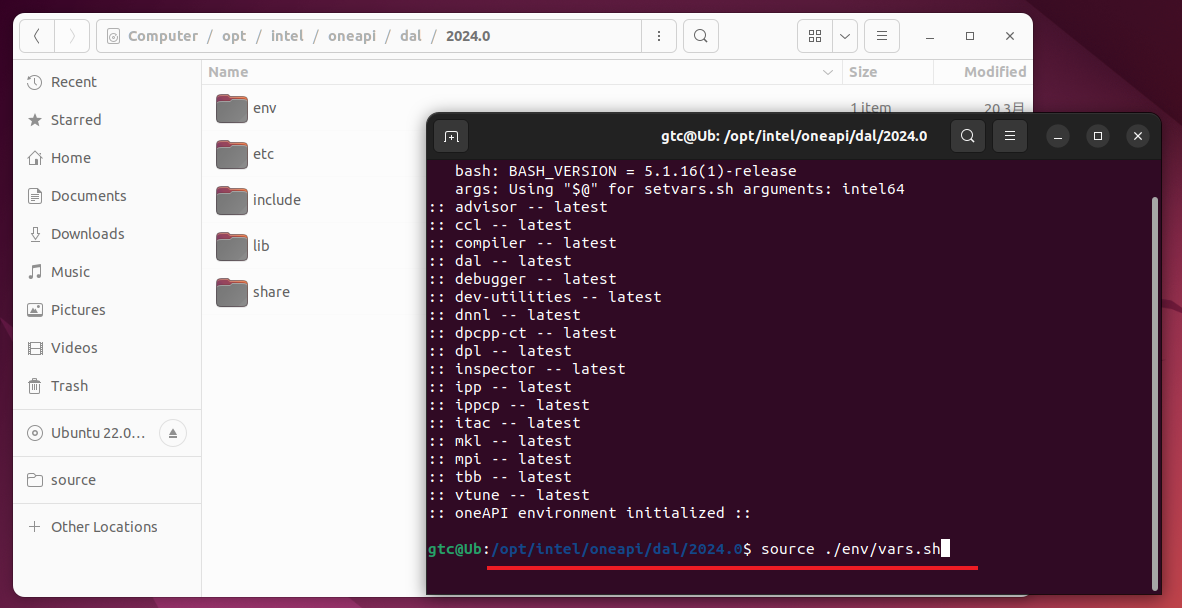 Computer / opt / intel / oneapi / dal / 2024.0
Recent
Starred
Home
Documents
Downloads
Music
Pictures
Videos
Trash
Ubuntu 22.0…
source
Other Locations
Name Size Modified
env 1 item 20 3月
etc
include
lib
share
gtc@Ub: /opt/intel/oneapi/dal/2024.0
bash: BASH_VERSION = 5.1.16(1)-release
args: Using "$@" for setvars.sh arguments: intel64
:: advisor -- latest
:: ccl -- latest
:: compiler -- latest
:: dal -- latest
:: debugger -- latest
:: dev-utilities -- latest
:: dnnl -- latest
:: dpcpp-ct -- latest
:: dpl -- latest
:: inspector -- latest
:: ipp -- latest
:: ippcp -- latest
:: itac -- latest
:: mkl -- latest
:: mpi -- latest
:: tbb -- latest
:: vtune -- latest
:: oneAPI environment initialized ::
gtc@Ub:/opt/intel/oneapi/dal/2024.0$ source ./env/vars.sh